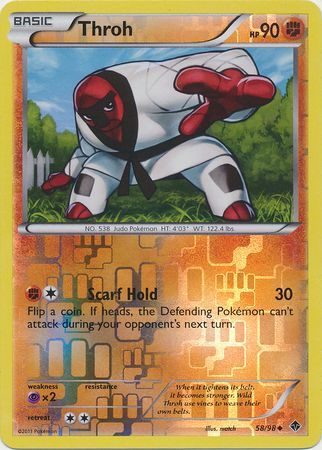 BASIC
Throh
HP 90
NO. 538 Judo Pokémon HT: 4'03" WT: 122.4 lbs
Scarf Hold 30
Flip a coin. If heads, the Defending Pokémon can't
attack during your opponent's next turn.
weakness resistance
×2
retreat
When it tightens its belt,
it becomes stronger. Wild
Throh use vines to weave their
own belts.
©2011 Pokémon
Illus. match
58/98